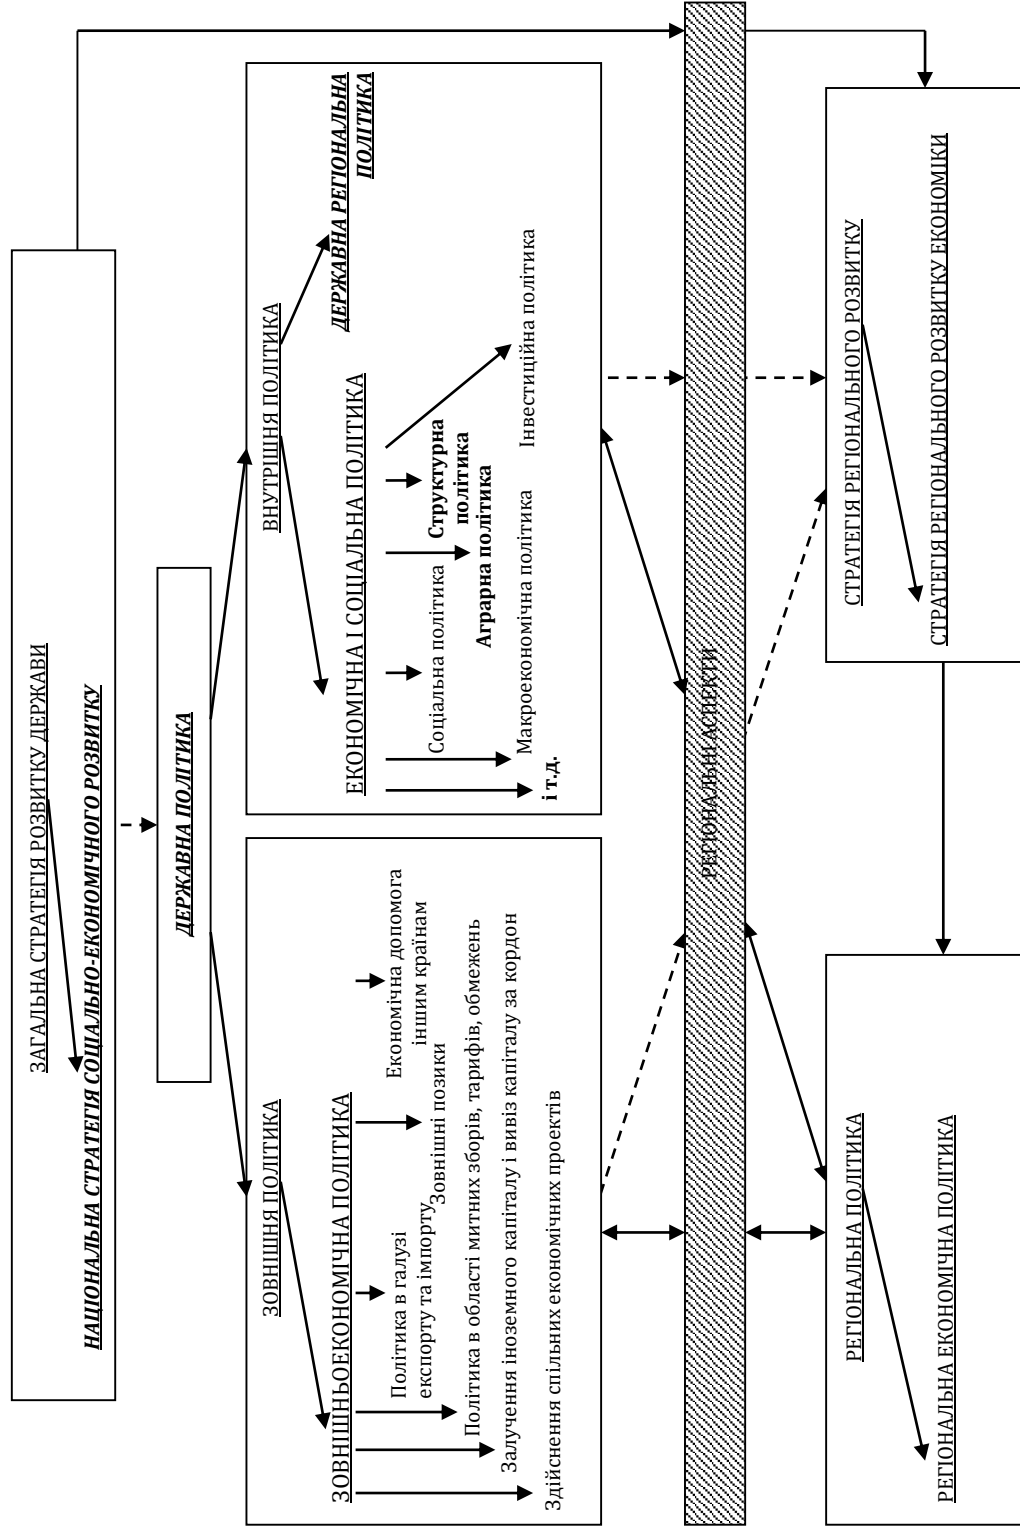 ЗАГАЛЬНА СТРАТЕГІЯ РОЗВИТКУ ДЕРЖАВИ
НАЦІОНАЛЬНА СТРАТЕГІЯ СОЦІАЛЬНО-ЕКОНОМІЧНОГО РОЗВИТКУ
ДЕРЖАВНА ПОЛІТИКА
ЗОВНІШНЯ ПОЛІТИКА
ЗОВНІШНЬОЕКОНОМІЧНА ПОЛІТИКА
Політика в галузі
експорту та імпорту
Зовнішні позики
Економічна допомога
іншим країнам
Політика в області митних зборів, тарифів, обмежень
Залучення іноземного капіталу і вивіз капіталу за кордон
Здійснення спільних економічних проектів
ВНУТРІШНЯ ПОЛІТИКА
ДЕРЖАВНА РЕГІОНАЛЬНА
ПОЛІТИКА
ЕКОНОМІЧНА І СОЦІАЛЬНА ПОЛІТИКА
Соціальна політика
Структурна
політика
Аграрна політика
Макроекономічна політика
Інвестиційна політика
і т.д.
РЕГІОНАЛЬНІ АСПЕКТИ
РЕГІОНАЛЬНА ПОЛІТИКА
РЕГІОНАЛЬНА ЕКОНОМІЧНА ПОЛІТИКА
СТРАТЕГІЯ РЕГІОНАЛЬНОГО РОЗВИТКУ
СТРАТЕГІЯ РЕГІОНАЛЬНОГО РОЗВИТКУ ЕКОНОМІКИ